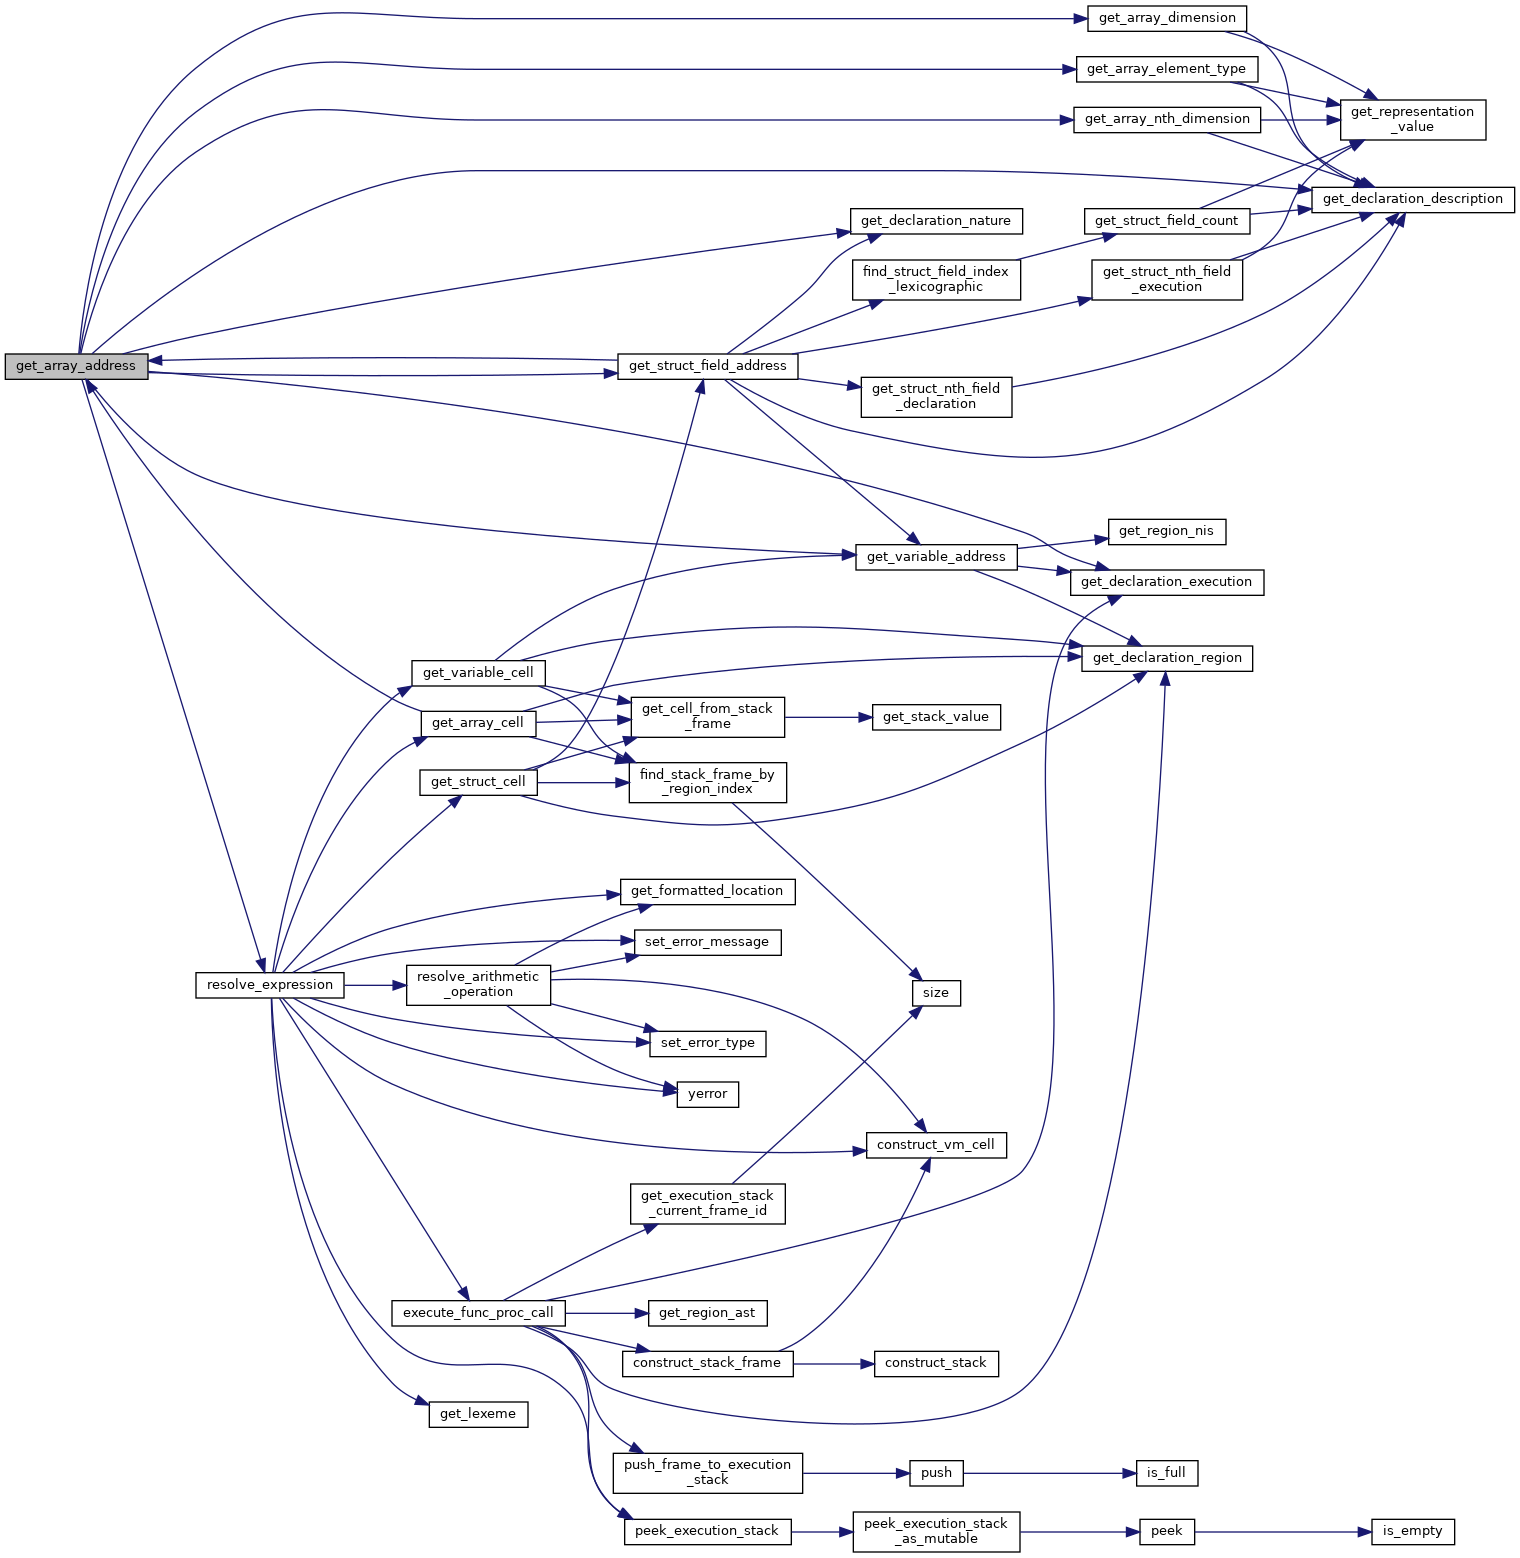 get_array_dimension
get_array_element_type
get_representation
_value
get_array_nth_dimension
get_declaration_description
get_declaration_nature
get_struct_field_count
find_struct_field_index
_lexicographic
get_struct_nth_field
_execution
get_array_address
get_struct_field_address
get_struct_nth_field
_declaration
get_region_nis
get_variable_address
get_declaration_execution
get_declaration_region
get_variable_cell
get_cell_from_stack
_frame
get_stack_value
get_array_cell
get_struct_cell
find_stack_frame_by
_region_index
get_formatted_location
set_error_message
resolve_expression
resolve_arithmetic
_operation
size
set_error_type
yerror
construct_vm_cell
get_execution_stack
_current_frame_id
execute_func_proc_call
get_region_ast
construct_stack_frame
construct_stack
get_lexeme
push_frame_to_execution
_stack
push
is_full
peek_execution_stack
peek_execution_stack
_as_mutable
peek
is_empty